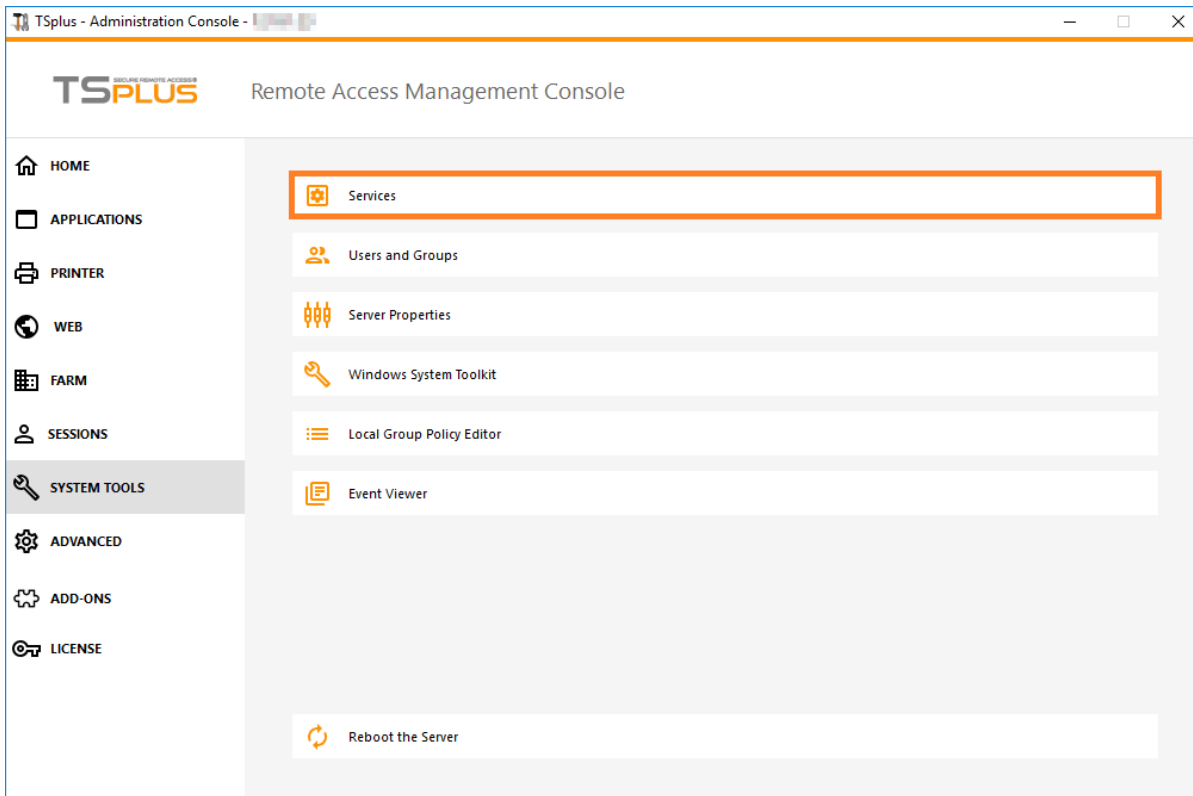 TSplus - Administration Console -
SECURE REMOTE ACCESS
TSPLUS
Remote Access Management Console
HOME
APPLICATIONS
PRINTER
WEB
FARM
SESSIONS
SYSTEM TOOLS
ADVANCED
ADD-ONS
LICENSE
Services
Users and Groups
Server Properties
Windows System Toolkit
Local Group Policy Editor
Event Viewer
Reboot the Server